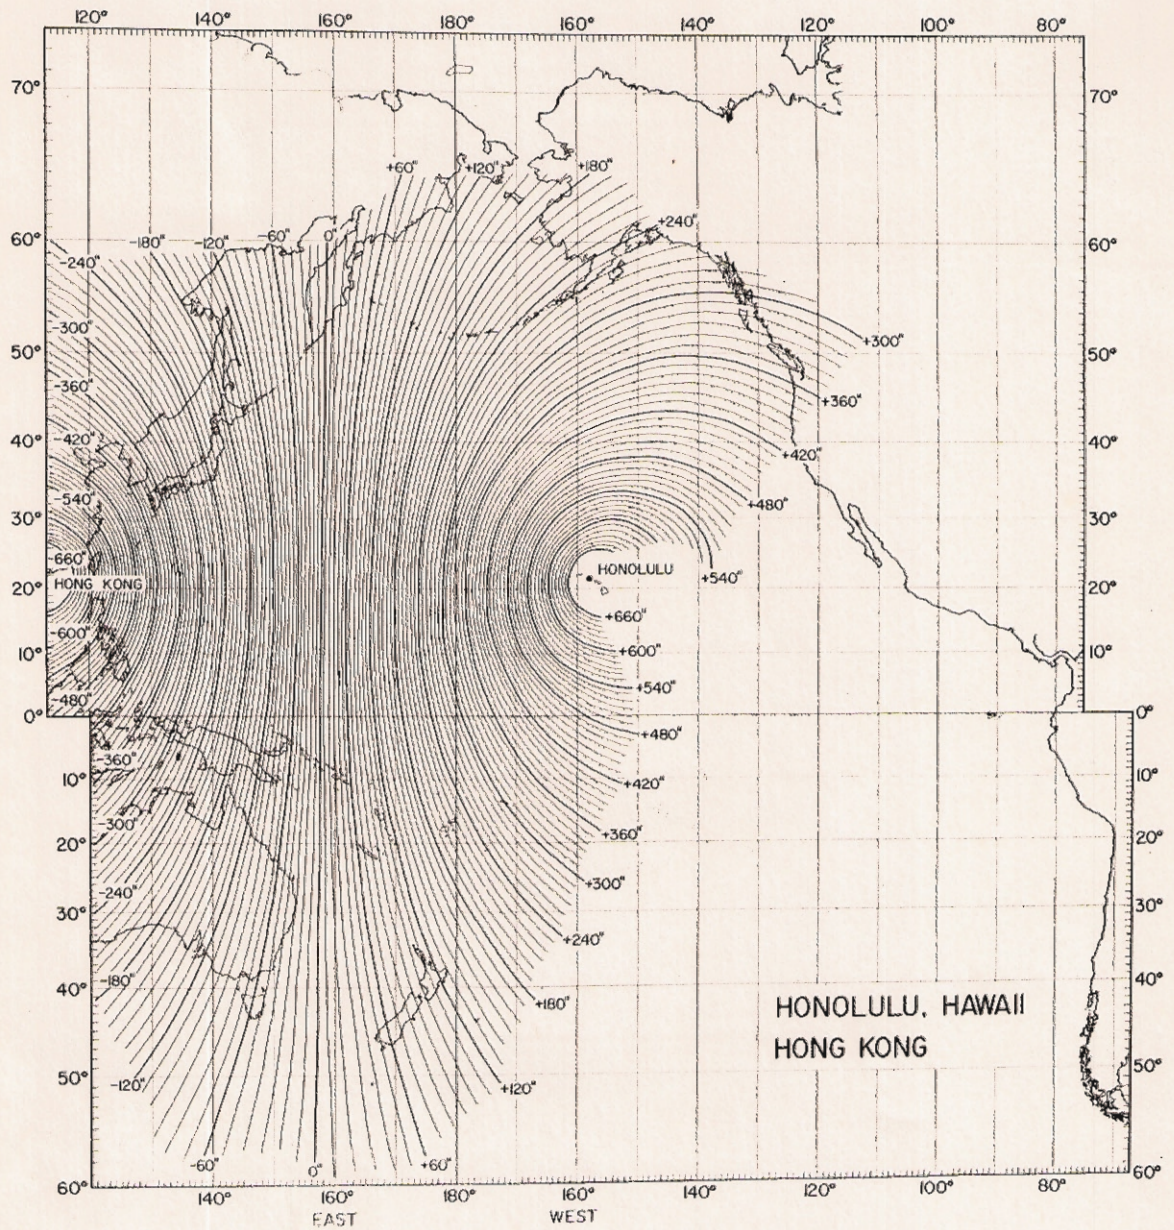 120° 140° 160° 180° 160° 140° 120° 100° 80°
70° 70°
+60" +120" +180"
+240"
-180" -120" -60" 0"
60° 60°
-240"
-300" +300"
50° 50°
-360" +360"
40° -420" +420" 40°
-540" +480"
30° 30°
-660" HONOLULU
HONG KONG +540"
20° 20°
+660"
-600" +600"
10° 10°
-480" +540"
0° 0°
+480"
-360"
10° +420" 10°
-300" +360"
20° 20°
-240" +300"
30° 30°
+240"
-180" +180"
40° 40°
HONOLULU, HAWAII
HONG KONG
50° -120" +120" 50°
-60" 0" +60"
60° 60°
140° 160° 180° 160° 140° 120° 100° 80°
EAST WEST